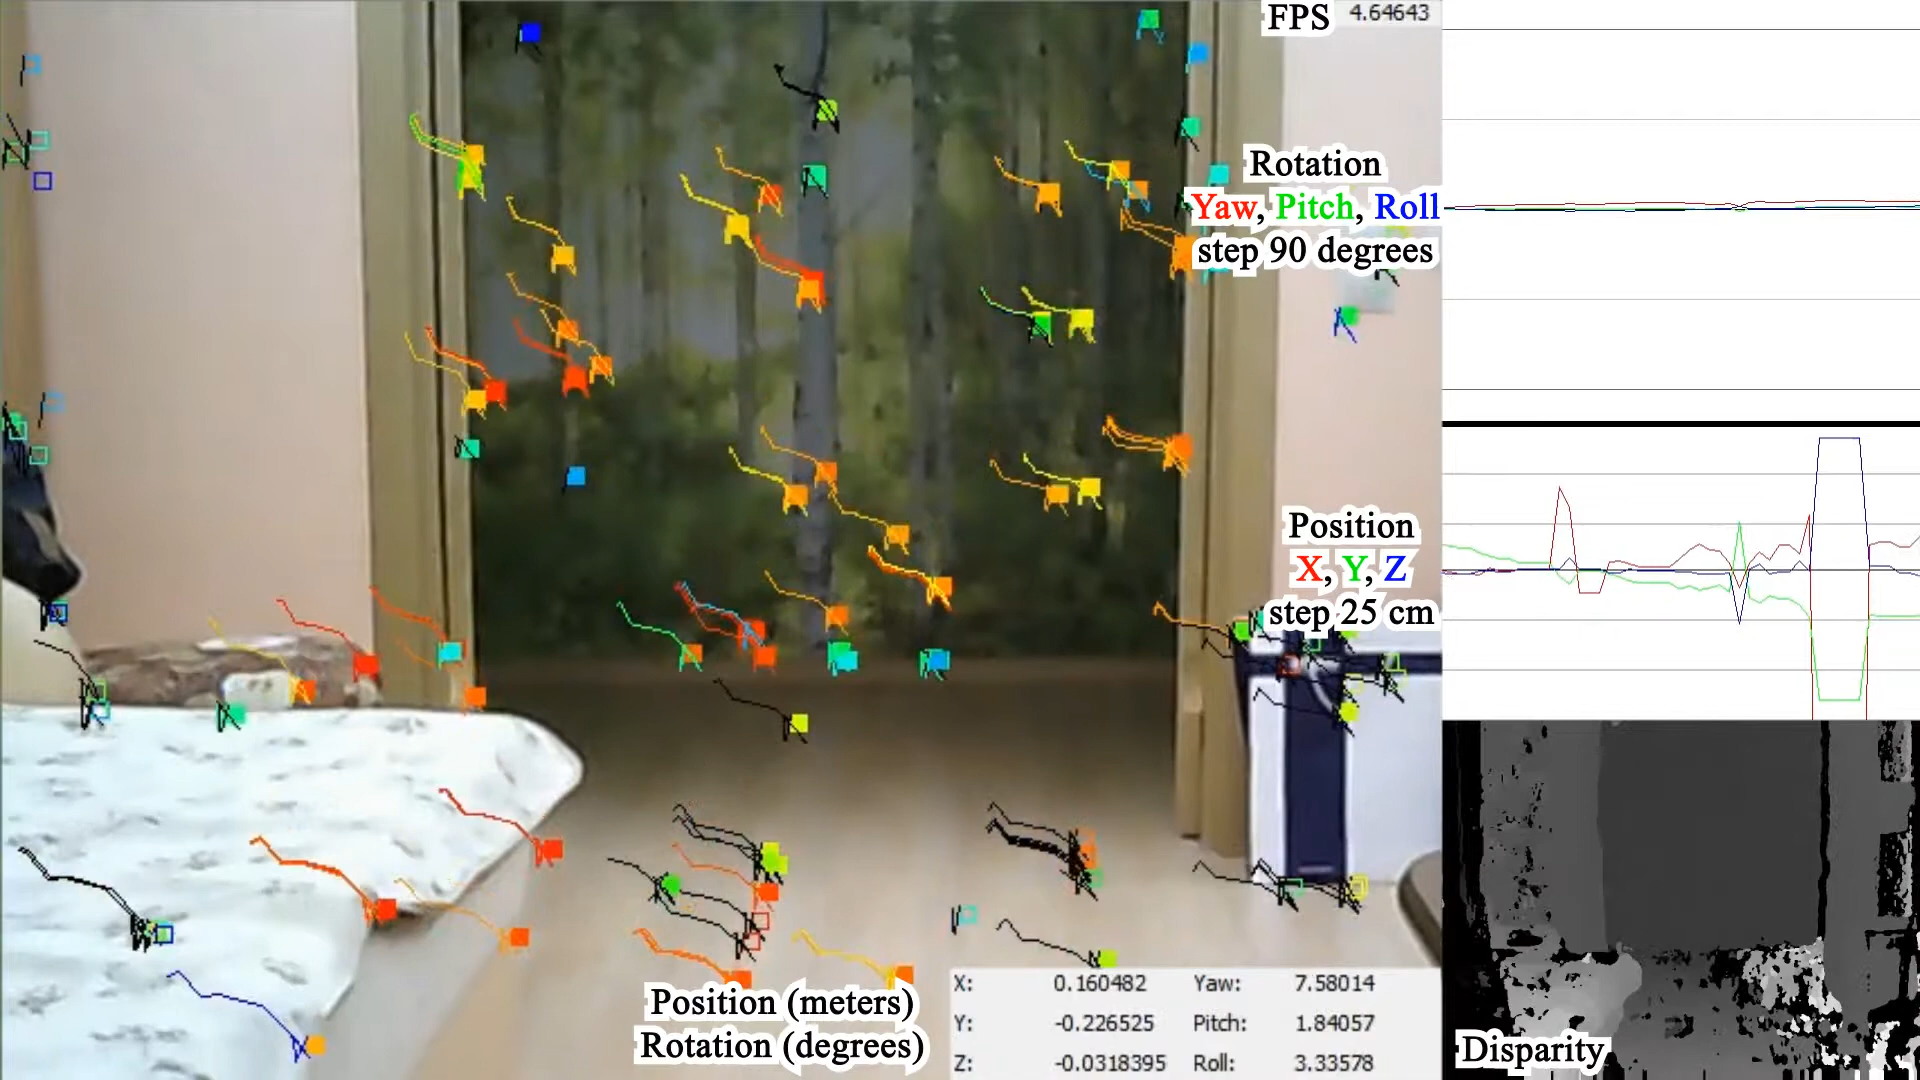 FPS 4.64643
Rotation
Yaw, Pitch, Roll
step 90 degrees
Position
X, Y, Z
step 25 cm
Position (meters)
Rotation (degrees)
X: 0.160482 Yaw: 7.58014
Y: -0.226525 Pitch: 1.84057
Z: -0.0318395 Roll: 3.33578
Disparity